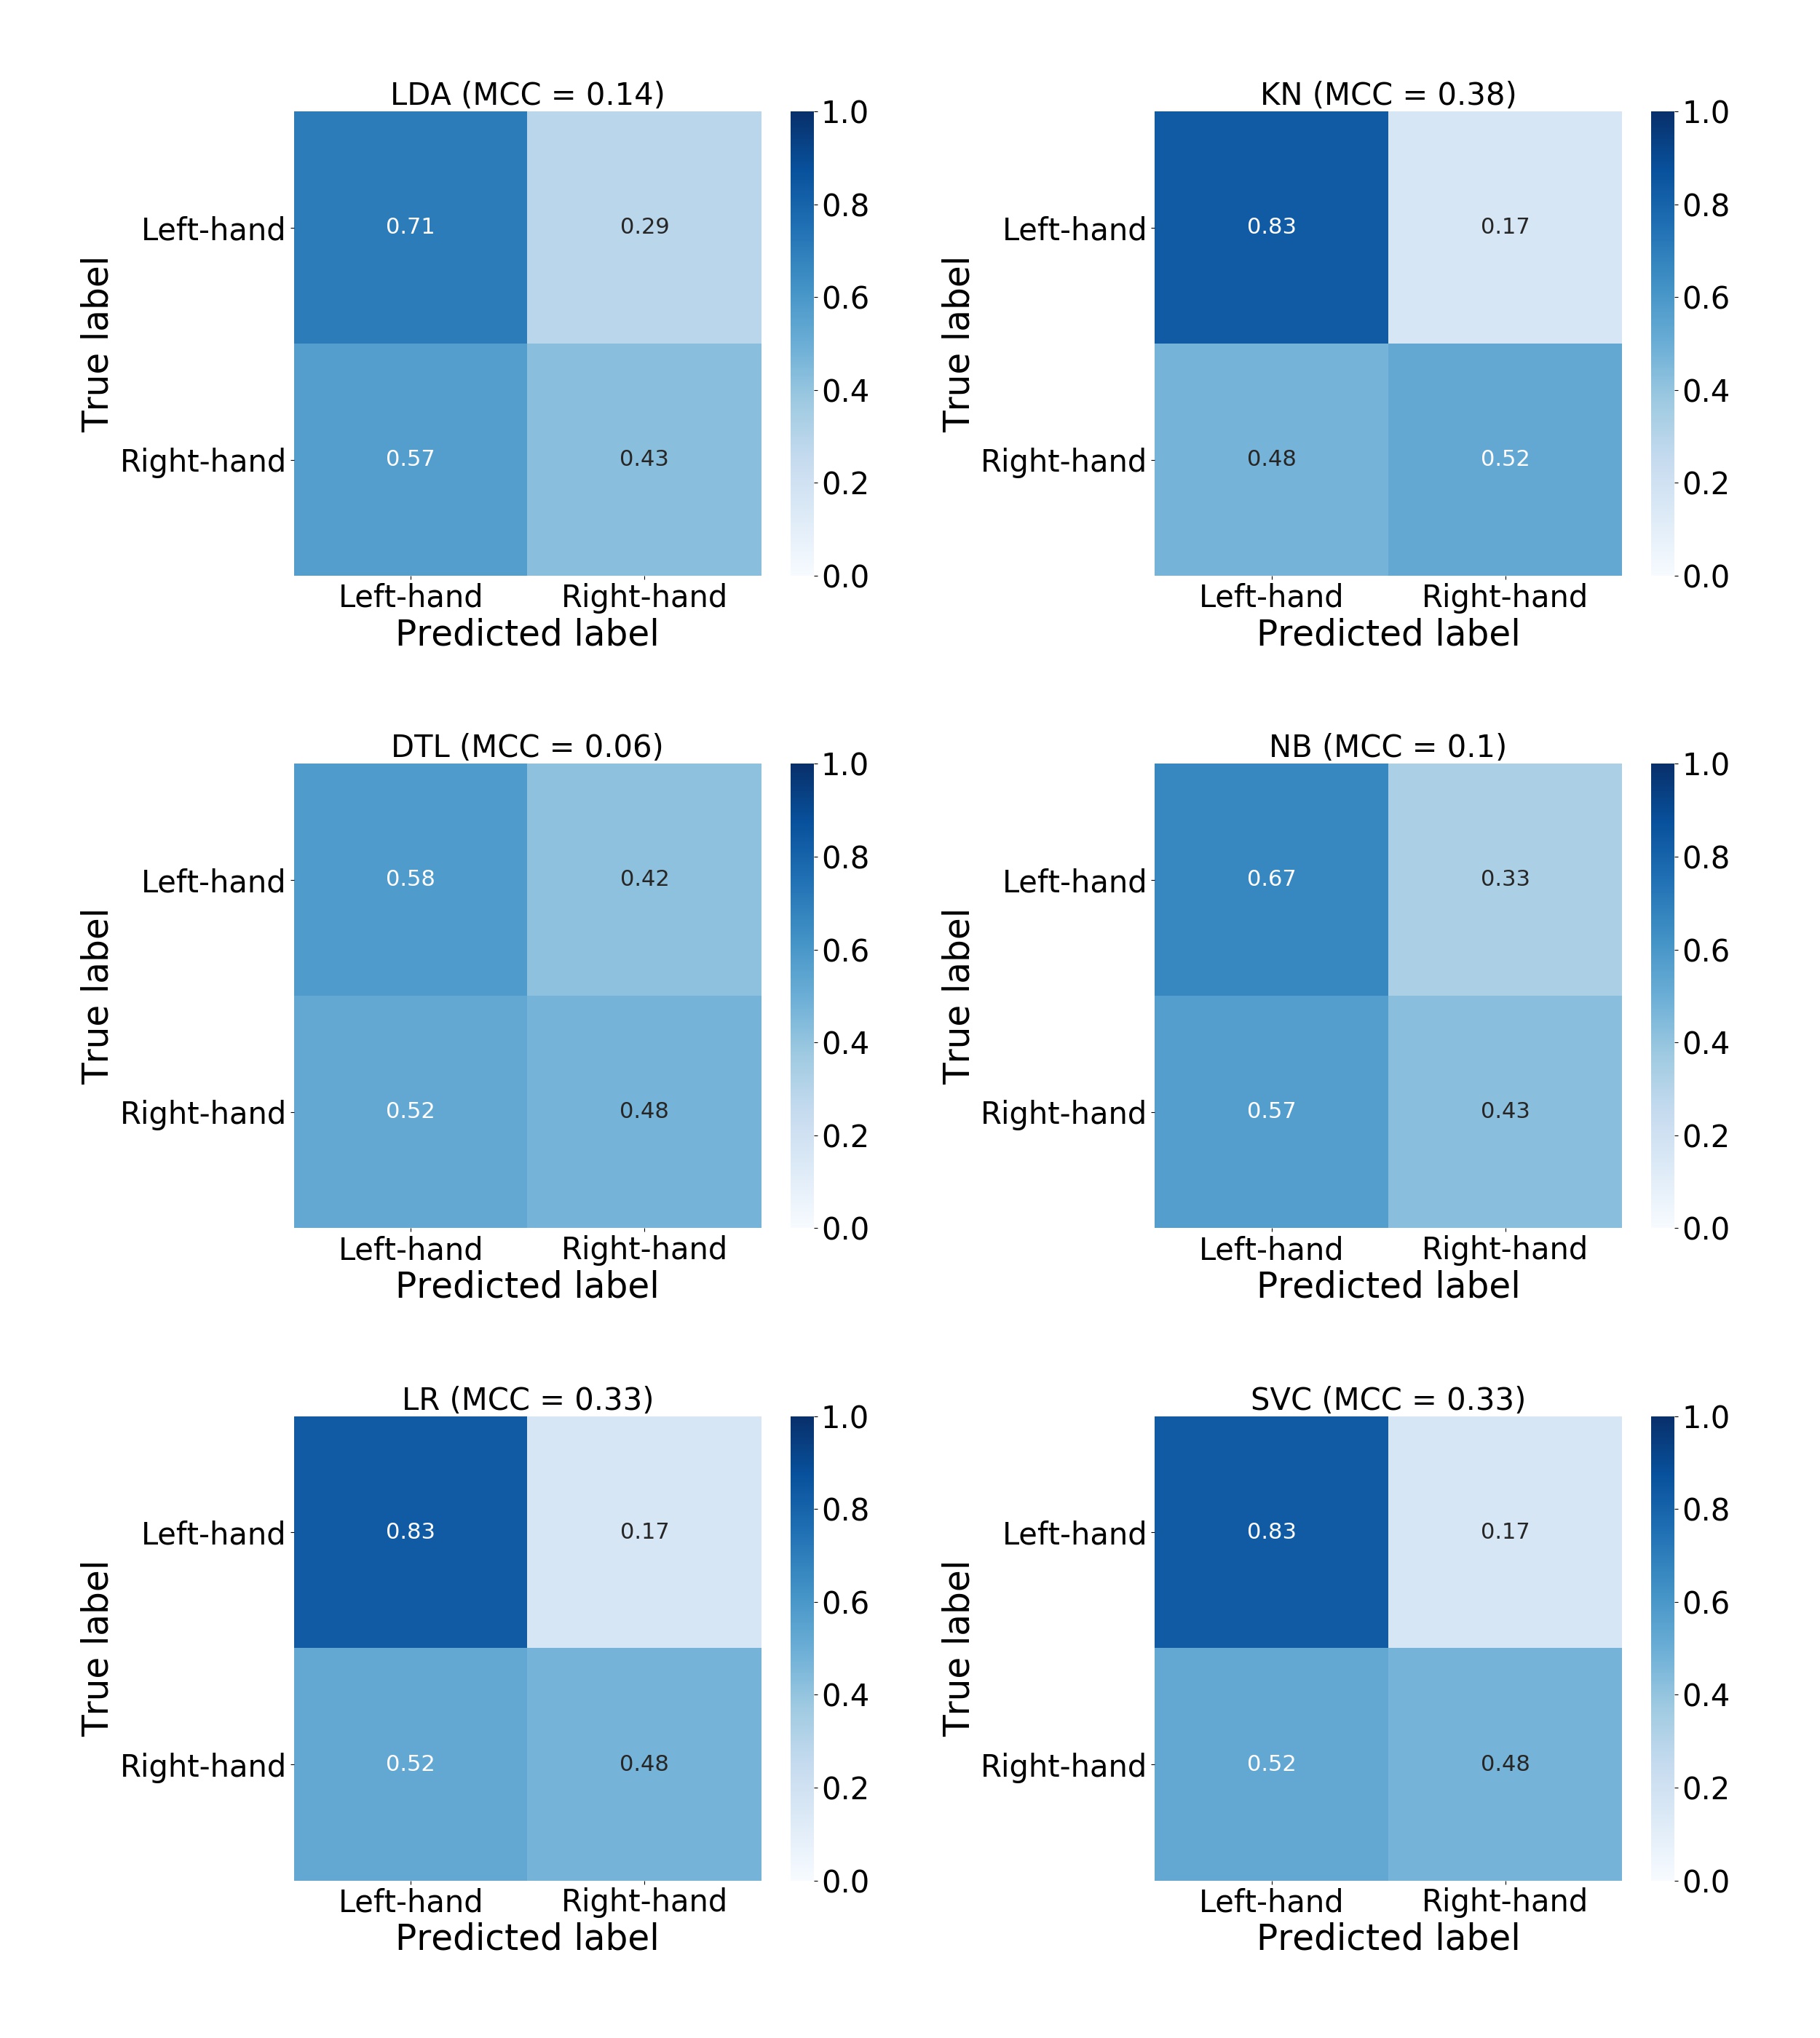 LDA (MCC = 0.14)
True label
Left-hand
Right-hand
0.71 0.29
0.57 0.43
Left-hand Right-hand
Predicted label
1.0
0.8
0.6
0.4
0.2
0.0
KN (MCC = 0.38)
True label
Left-hand
Right-hand
0.83 0.17
0.48 0.52
Left-hand Right-hand
Predicted label
1.0
0.8
0.6
0.4
0.2
0.0
DTL (MCC = 0.06)
True label
Left-hand
Right-hand
0.58 0.42
0.52 0.48
Left-hand Right-hand
Predicted label
1.0
0.8
0.6
0.4
0.2
0.0
NB (MCC = 0.1)
True label
Left-hand
Right-hand
0.67 0.33
0.57 0.43
Left-hand Right-hand
Predicted label
1.0
0.8
0.6
0.4
0.2
0.0
LR (MCC = 0.33)
True label
Left-hand
Right-hand
0.83 0.17
0.52 0.48
Left-hand Right-hand
Predicted label
1.0
0.8
0.6
0.4
0.2
0.0
SVC (MCC = 0.33)
True label
Left-hand
Right-hand
0.83 0.17
0.52 0.48
Left-hand Right-hand
Predicted label
1.0
0.8
0.6
0.4
0.2
0.0